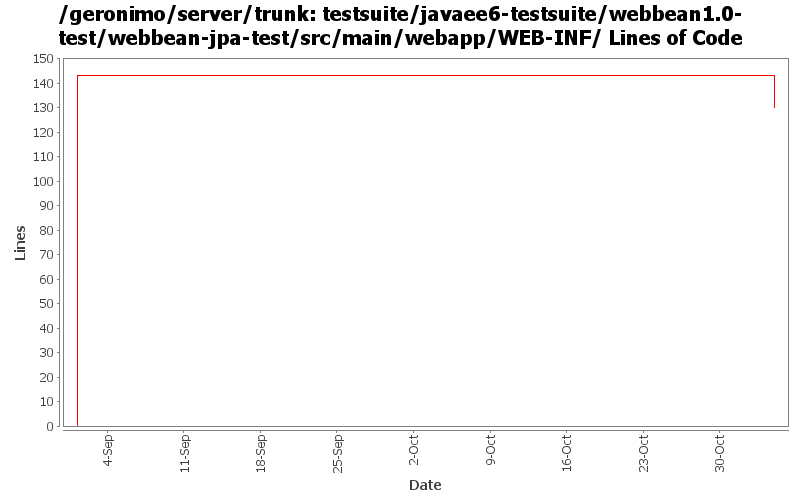 /geronimo/server/trunk: testsuite/javaee6-testsuite/webbean1.0-
test/webbean-jpa-test/src/main/webapp/WEB-INF/ Lines of Code
150
140
130
120
110
100
90
80
70
60
50
40
30
20
10
0
Lines
4-Sep
11-Sep
18-Sep
25-Sep
2-Oct
9-Oct
16-Oct
23-Oct
30-Oct
Date